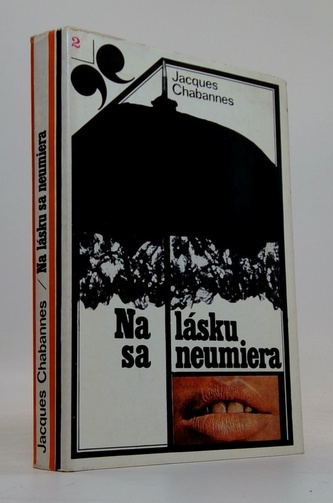 Jacques Chabannes / Na lásku sa neumiera
2
Jacques
Chabannes
Na lásku
sa neumiera